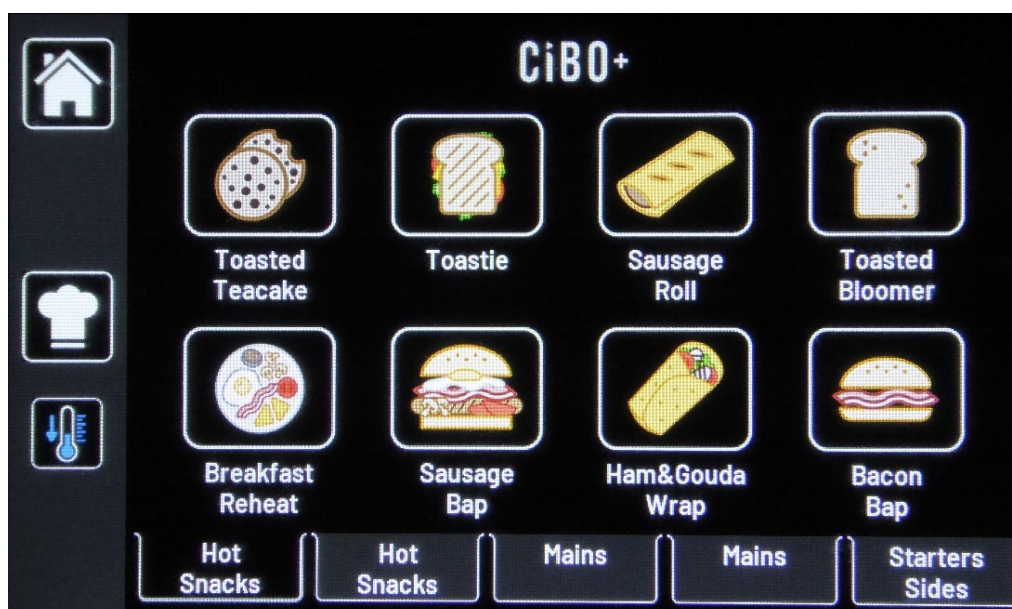 CiBO+
Toasted
Teacake
Toastie
Sausage
Roll
Toasted
Bloomer
Breakfast
Reheat
Sausage
Bap
Ham&Gouda
Wrap
Bacon
Bap
Hot
Snacks
Hot
Snacks
Mains
Mains
Starters
Sides